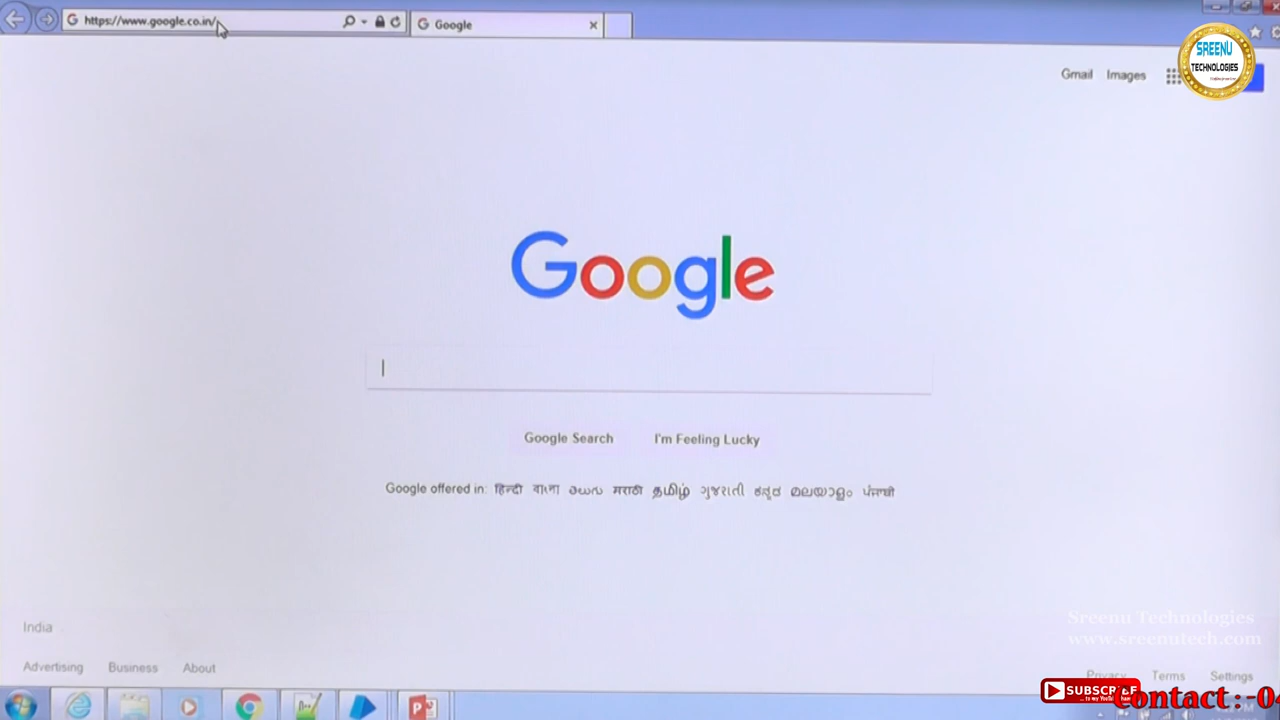 https://www.google.co.in/
Google
SREENU
TECHNOLOGIES
Gmail Images
Google
Google Search I'm Feeling Lucky
Google offered in: हिन्दी বাংলা తెలుగు मराठी தமிழ் ગુજરાતી ಕನ್ನಡ മലയാളം ਪੰਜਾਬੀ
India
Sreenu Technologies
www.sreenutech.com
Advertising Business About
Privacy Terms Settings
SUBSCRIBE
contact :-04